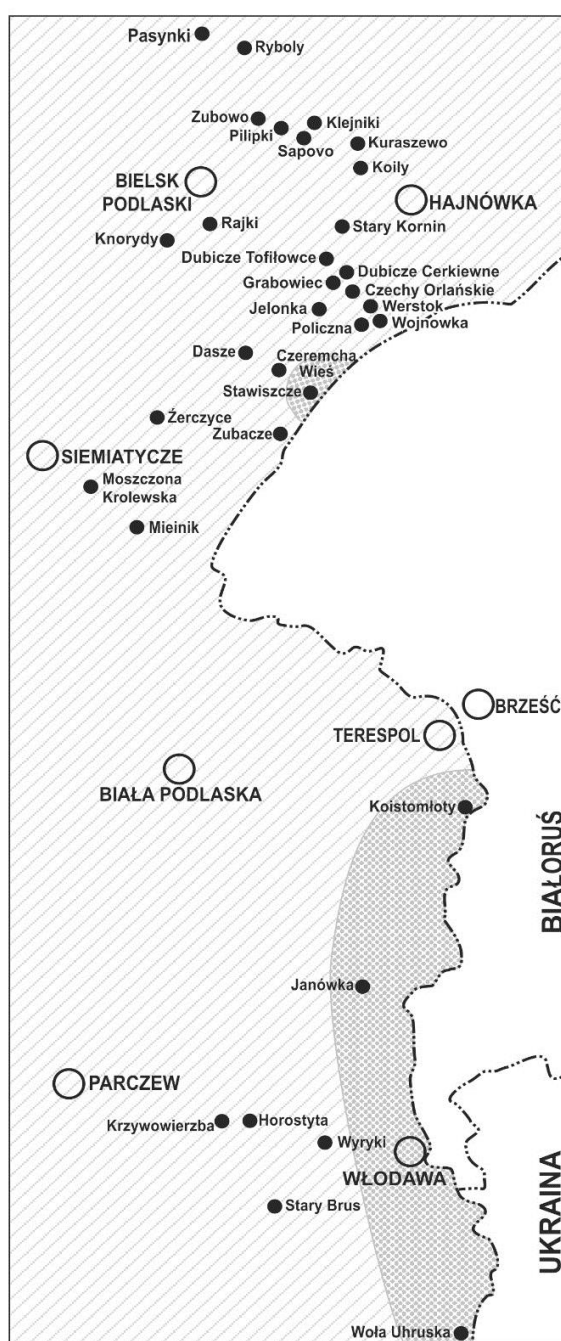 Pasynki
Ryboly
Zubowo
Klejniki
Pilipki
Sapovo
Kuraszewo
Koily
BIELSK
PODLASKI
HAJNÓWKA
Rajki
Stary Kornin
Knorydy
Dubicze Tofiłowce
Dubicze Cerkiewne
Grabowiec
Czechy Orlańskie
Jelonka
Werstok
Policzna
Wojnowka
Dasze
Czeremcha
Wieś
Stawiszcze
Żerczyce
Zubacze
SIEMIATYCZE
Moszczona
Krolewska
Mieinik
BRZEŚĆ
TERESPOL
BIAŁA PODLASKA
Koistomłoty
BIAŁORUŚ
Janówka
PARCZEW
Krzywowierzba
Horostyta
Wyryki
WŁODAWA
UKRAINA
Stary Brus
Woła Uhruska